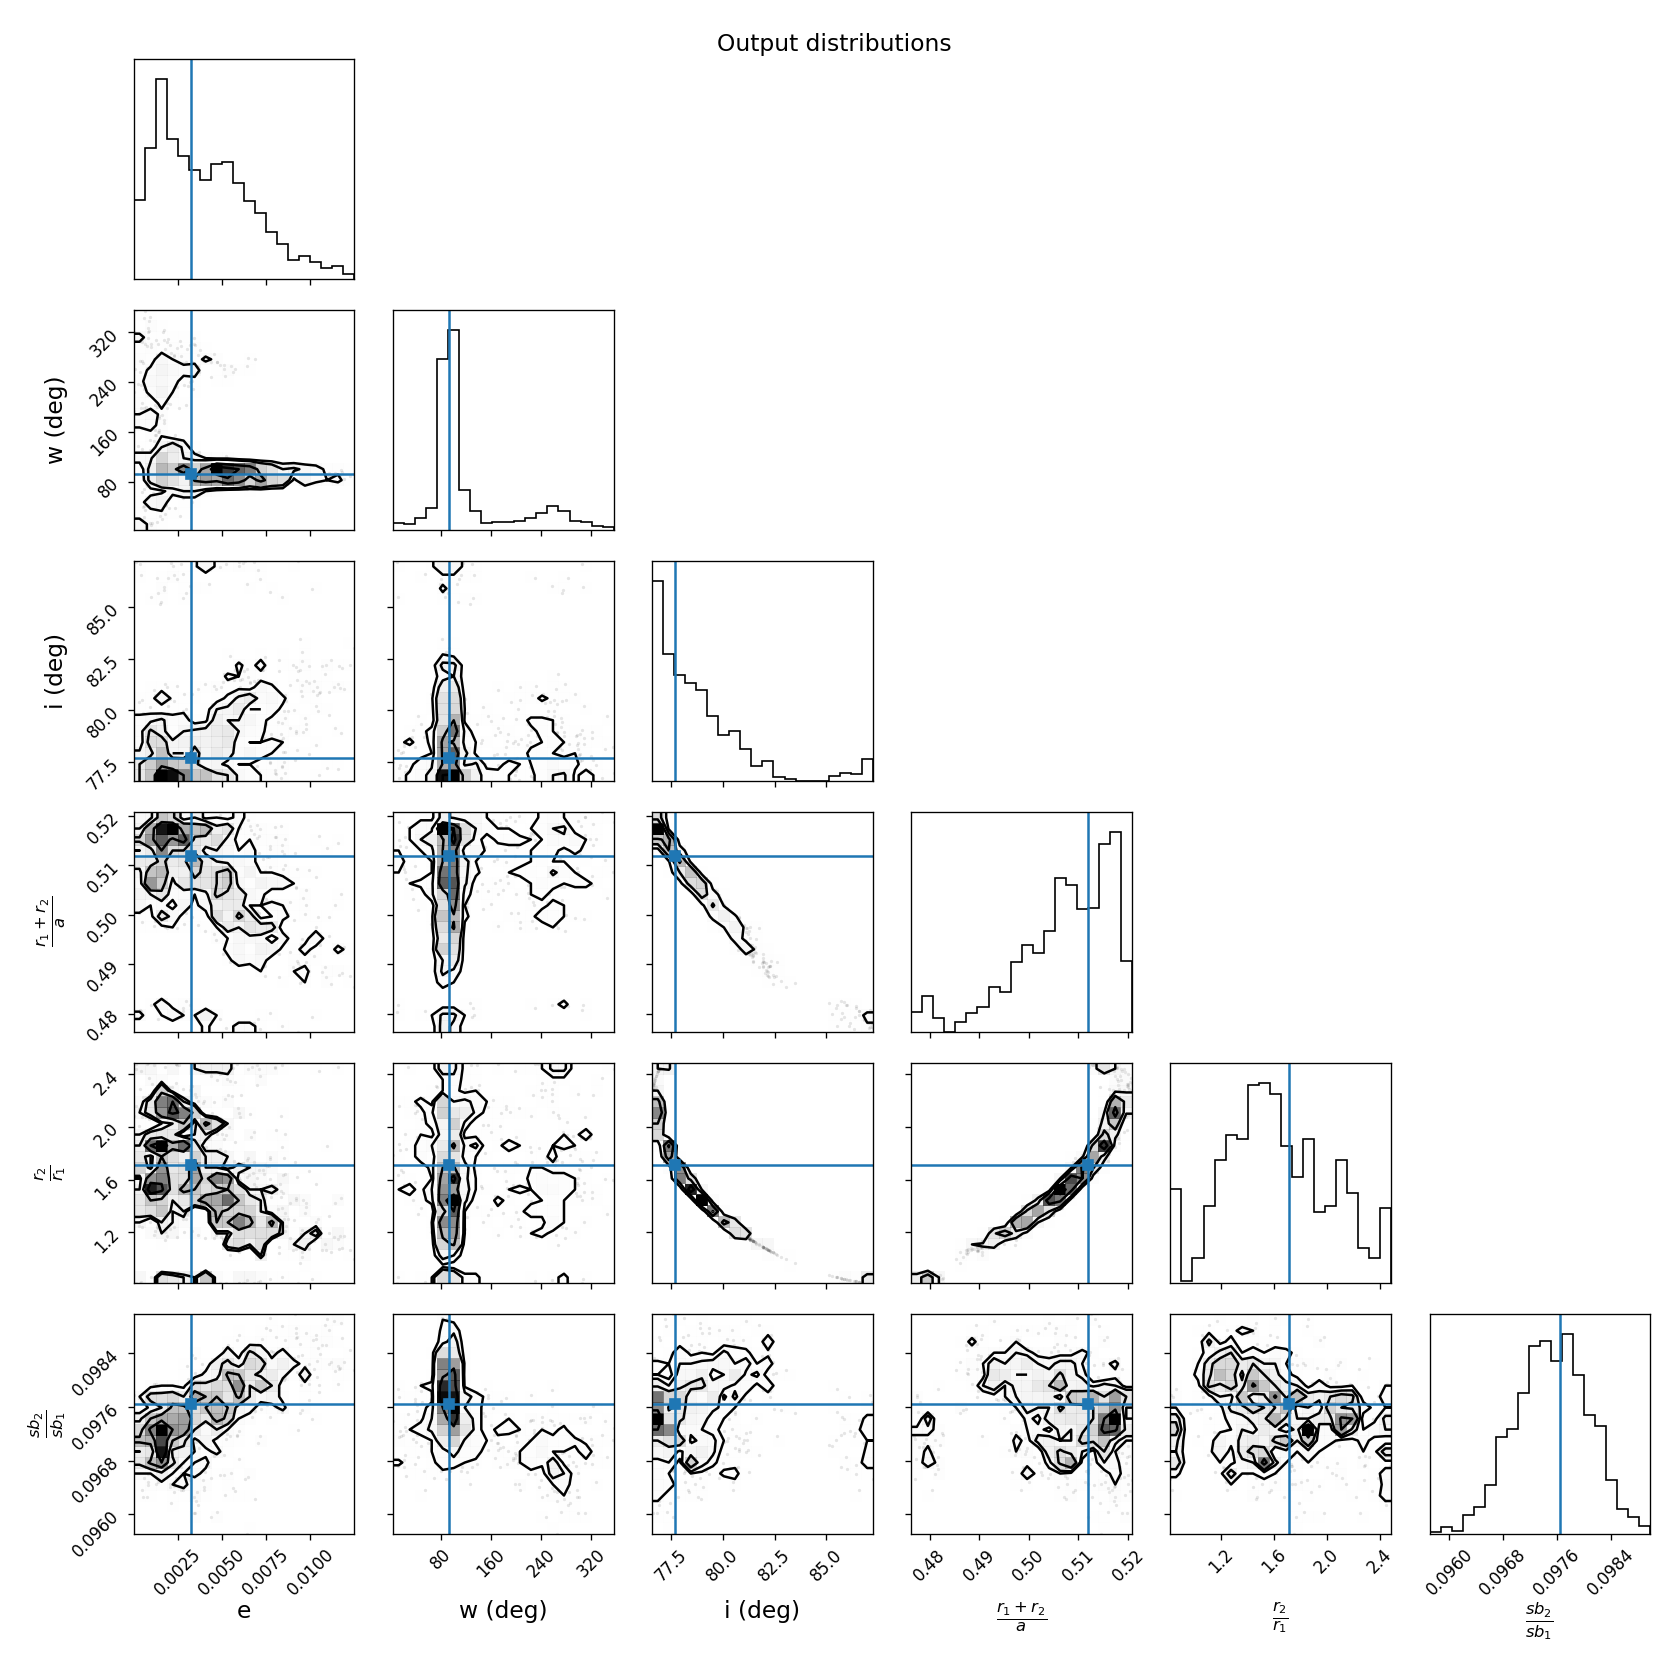 Output distributions
w (deg)
320
240
160
80
i (deg)
85.0
82.5
80.0
77.5
r₁ + r₂
a
0.52
0.51
0.50
0.49
0.48
r₂
r₁
2.4
2.0
1.6
1.2
sb₂
sb₁
0.0984
0.0976
0.0968
0.0960
0.0025 0.0050 0.0075 0.0100 80 160 240 320 77.5 80.0 82.5 85.0 0.48 0.49 0.50 0.51 0.52 1.2 1.6 2.0 2.4 0.0960 0.0968 0.0976 0.0984
e w (deg) i (deg) r₁ + r₂ r₂ sb₂
a r₁ sb₁